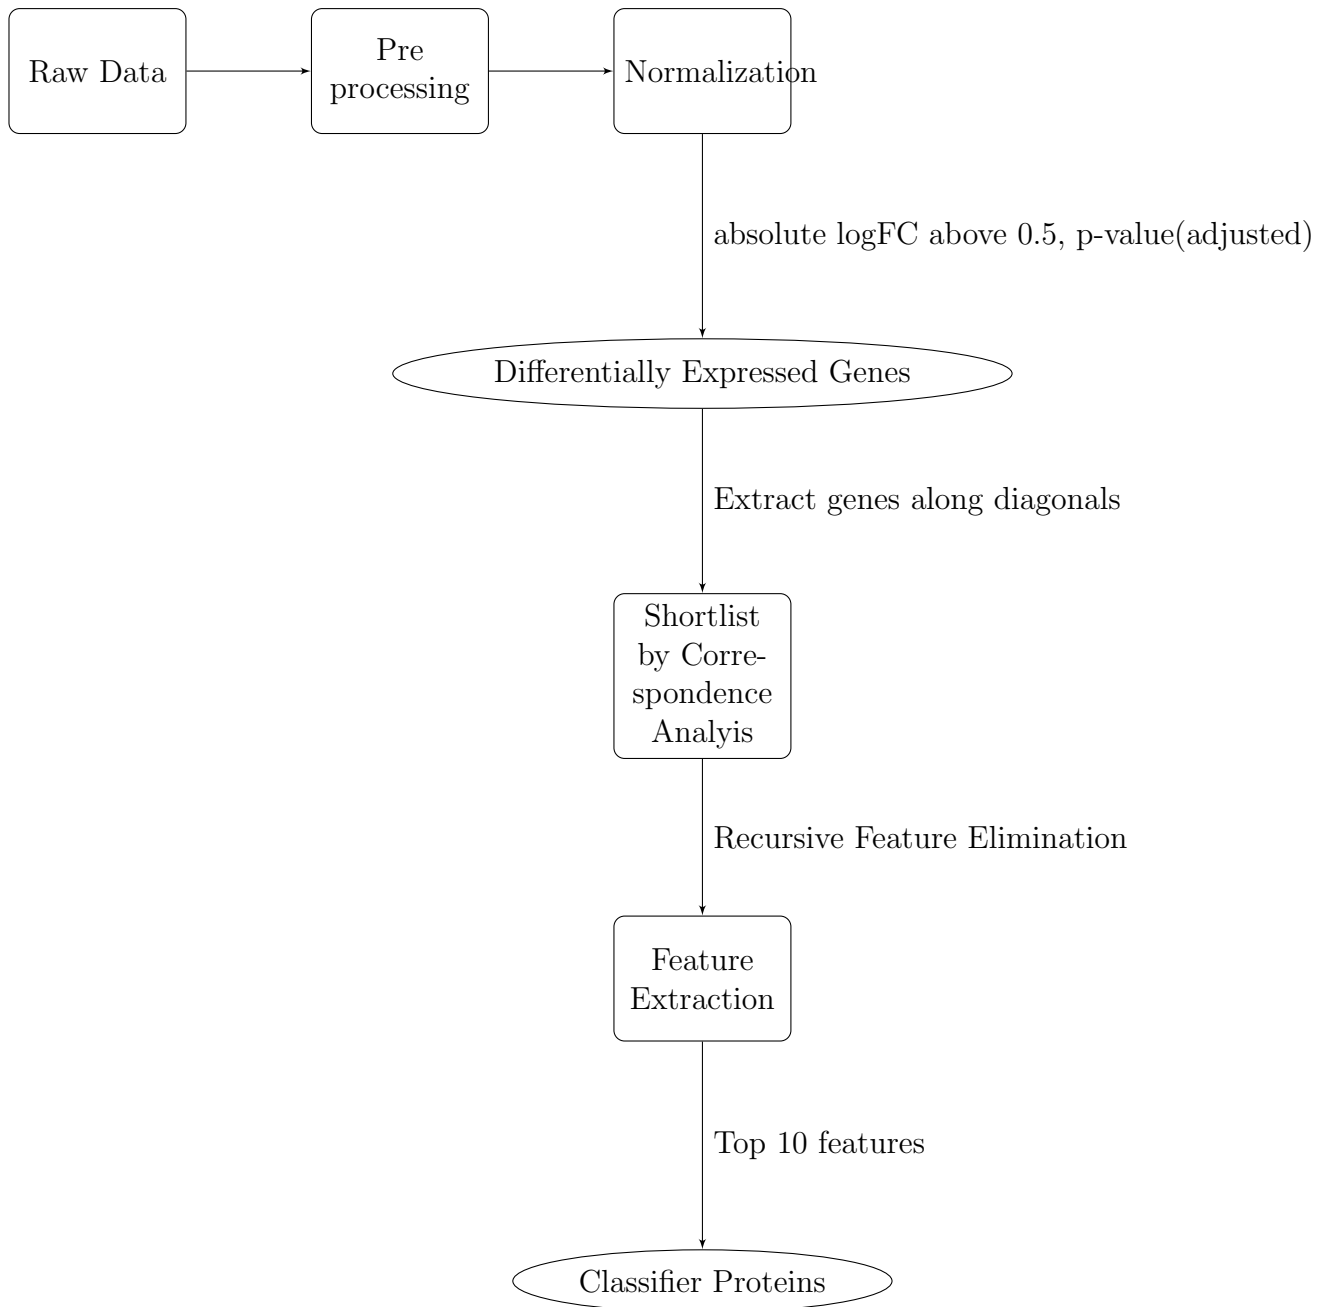 Raw Data
Pre
processing
Normalization
absolute logFC above 0.5, p-value(adjusted)
Differentially Expressed Genes
Extract genes along diagonals
Shortlist
by Corre-
spondence
Analyis
Recursive Feature Elimination
Feature
Extraction
Top 10 features
Classifier Proteins